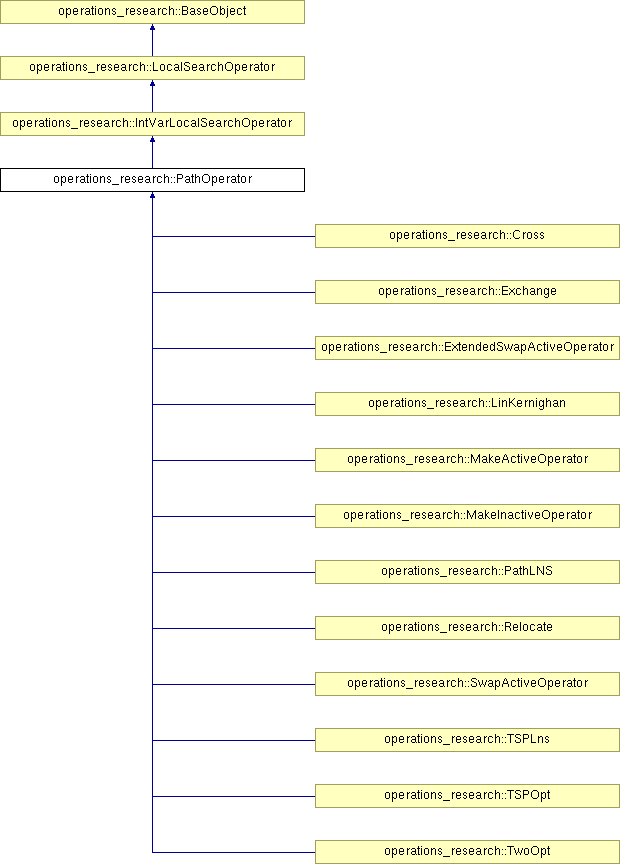 operations_research::BaseObject
operations_research::LocalSearchOperator
operations_research::IntVarLocalSearchOperator
operations_research::PathOperator
operations_research::Cross
operations_research::Exchange
operations_research::ExtendedSwapActiveOperator
operations_research::LinKernighan
operations_research::MakeActiveOperator
operations_research::MakeInactiveOperator
operations_research::PathLNS
operations_research::Relocate
operations_research::SwapActiveOperator
operations_research::TSPLns
operations_research::TSPOpt
operations_research::TwoOpt